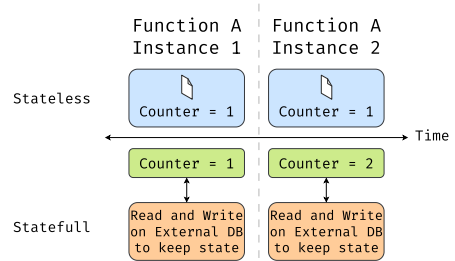 Function A
Instance 1
Function A
Instance 2
Stateless
Counter = 1
Counter = 1
Time
Counter = 1
Counter = 2
Statefull
Read and Write
on External DB
to keep state
Read and Write
on External DB
to keep state